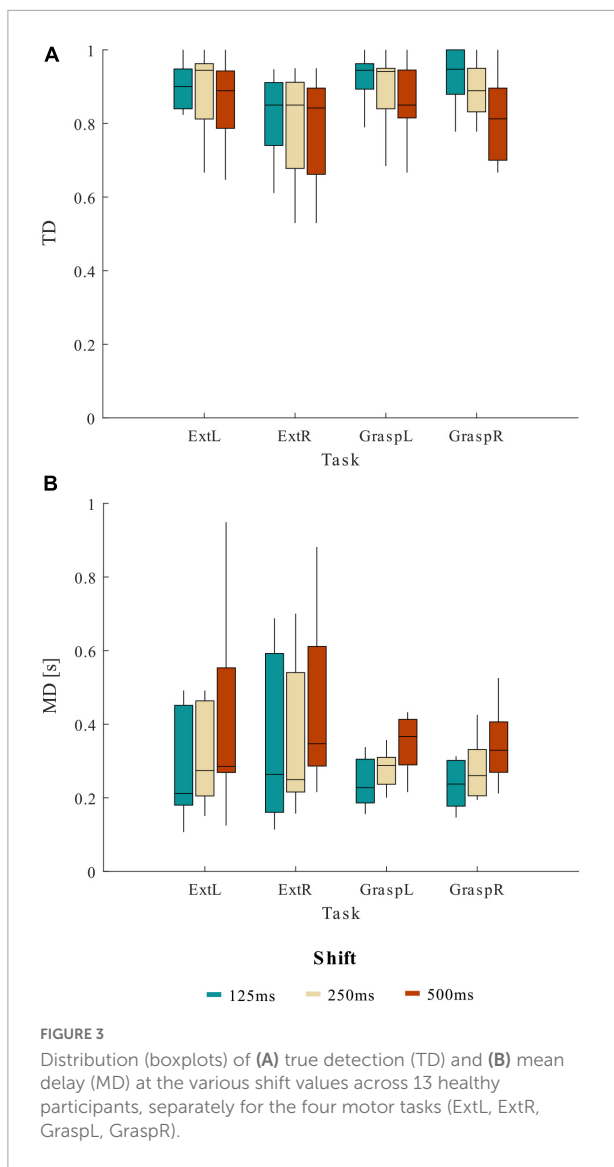 A
1
0.8
0.6
0.4
0.2
0
TD
ExtL ExtR GraspL GraspR
Task
B
1
0.8
0.6
0.4
0.2
0
MD [s]
ExtL ExtR GraspL GraspR
Task
Shift
125ms 250ms 500ms
FIGURE 3
Distribution (boxplots) of (A) true detection (TD) and (B) mean
delay (MD) at the various shift values across 13 healthy
participants, separately for the four motor tasks (ExtL, ExtR,
GraspL, GraspR).